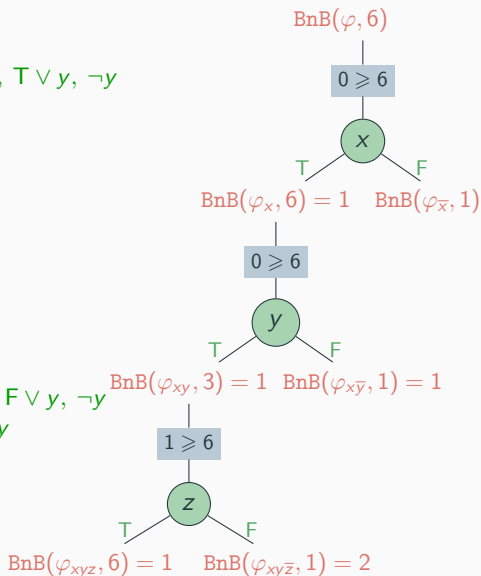 BnB(φ, 6)
, T ∨ y, ¬y
0 ⩾ 6
x
T F
BnB(φₓ, 6) = 1 BnB(φ_x̄, 1)
0 ⩾ 6
y
T F
F ∨ y, ¬y
BnB(φ_xy, 3) = 1 BnB(φ_xȳ, 1) = 1
y
1 ⩾ 6
z
T F
BnB(φ_xyz, 6) = 1 BnB(φ_xyz̄, 1) = 2